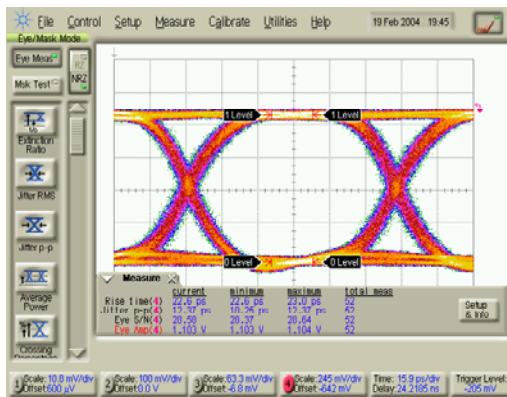 File Control Setup Measure Calibrate Utilities Help 19 Feb 2004 19:45
Eye/Mask Mode
Eye Meas
RZ
NRZ
Msk Test
Extinction
Ratio
Jitter RMS
Jitter p-p
Average
Power
Crossing
1 Level 1 Level
0 Level 0 Level
Measure
current minimum maximum total meas
Rise time(4) 22.6 ps 22.6 ps 23.0 ps 52
Jitter p-p(4) 12.37 ps 10.25 ps 12.37 ps 52
Eye S/N(4) 20.58 20.37 20.64 52
Eye Amp(4) 1.103 V 1.103 V 1.104 V 52
Setup
& Info
1 Scale: 10.8 mV/div
Offset: 600 µV
2 Scale: 100 mV/div
Offset: 0.0 V
3 Scale: 63.3 mV/div
Offset: -6.8 mV
4 Scale: 245 mV/div
Offset: -642 mV
Time: 15.9 ps/div
Delay: 24.2185 ns
Trigger Level:
-205 mV